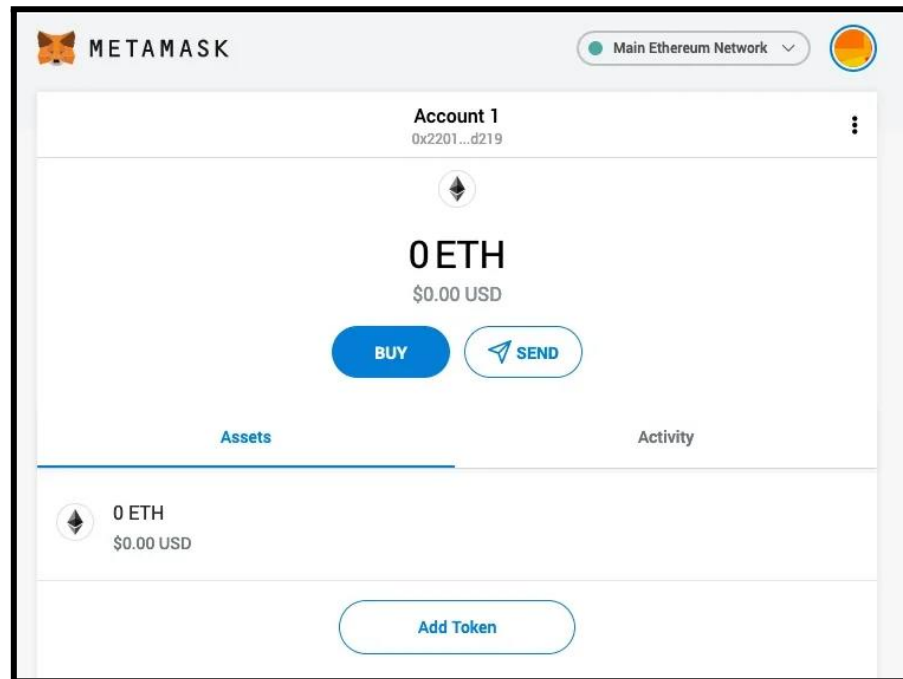 METAMASK
Main Ethereum Network
Account 1
0x2201...d219
0 ETH
$0.00 USD
BUY
SEND
Assets
Activity
0 ETH
$0.00 USD
Add Token